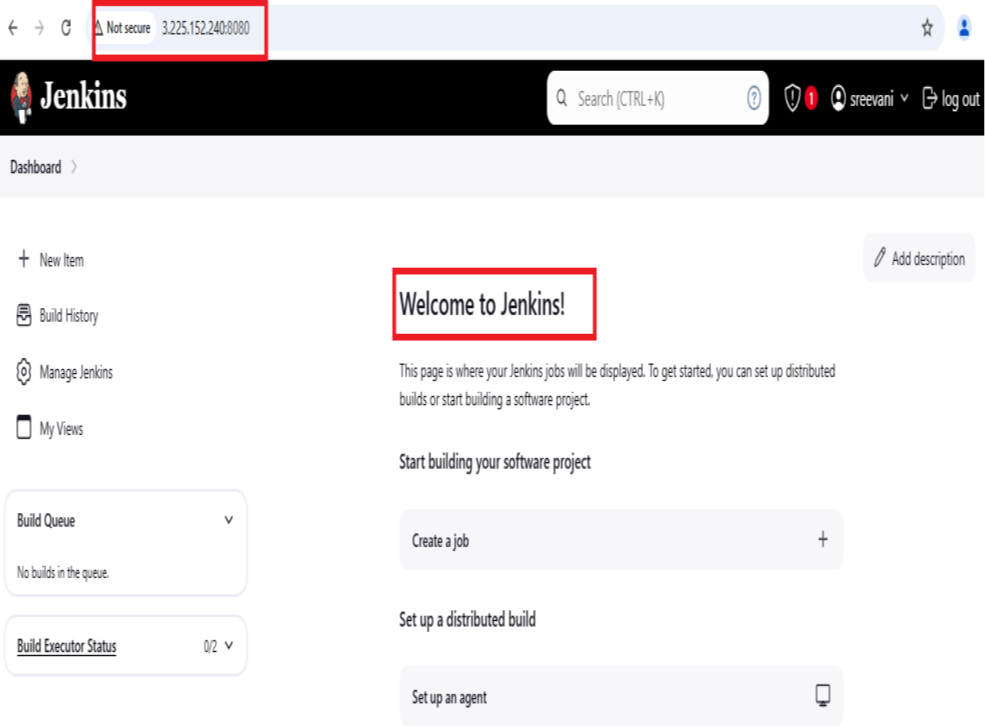 Not secure 3.225.152.240:8080
Jenkins
Search (CTRL+K) ?
1
sreevani
log out
Dashboard
New Item
Build History
Manage Jenkins
My Views
Build Queue
No builds in the queue.
Build Executor Status 0/2
Add description
Welcome to Jenkins!
This page is where your Jenkins jobs will be displayed. To get started, you can set up distributed
builds or start building a software project.
Start building your software project
Create a job
Set up a distributed build
Set up an agent